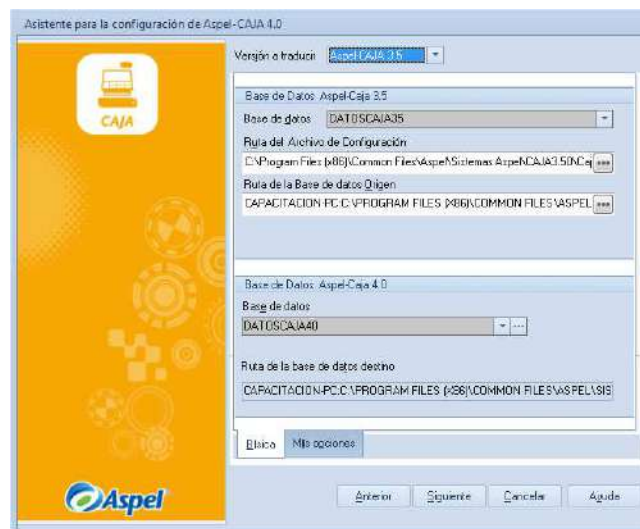 Asistente para la configuración de Aspel-CAJA 4.0
CAJA
Versión a traducir Aspel-CAJA 3.5
Base de Datos Aspel-Caja 3.5
Base de datos DATOSCAJA35
Ruta del Archivo de Configuración
C:\Program Files (x86)\Common Files\Aspel\Sistemas Aspel\CAJA3.50\Caj ...
Ruta de la Base de datos Origen
CAPACITACION-PC:C:\PROGRAM FILES (X86)\COMMON FILES\ASPEL ...
Base de Datos Aspel-Caja 4.0
Base de datos
DATOSCAJA40 ...
Ruta de la base de datos destino
CAPACITACION-PC:C:\PROGRAM FILES (X86)\COMMON FILES\ASPEL\SIS
Básica Más opciones
Aspel
Anterior Siguiente Cancelar Ayuda